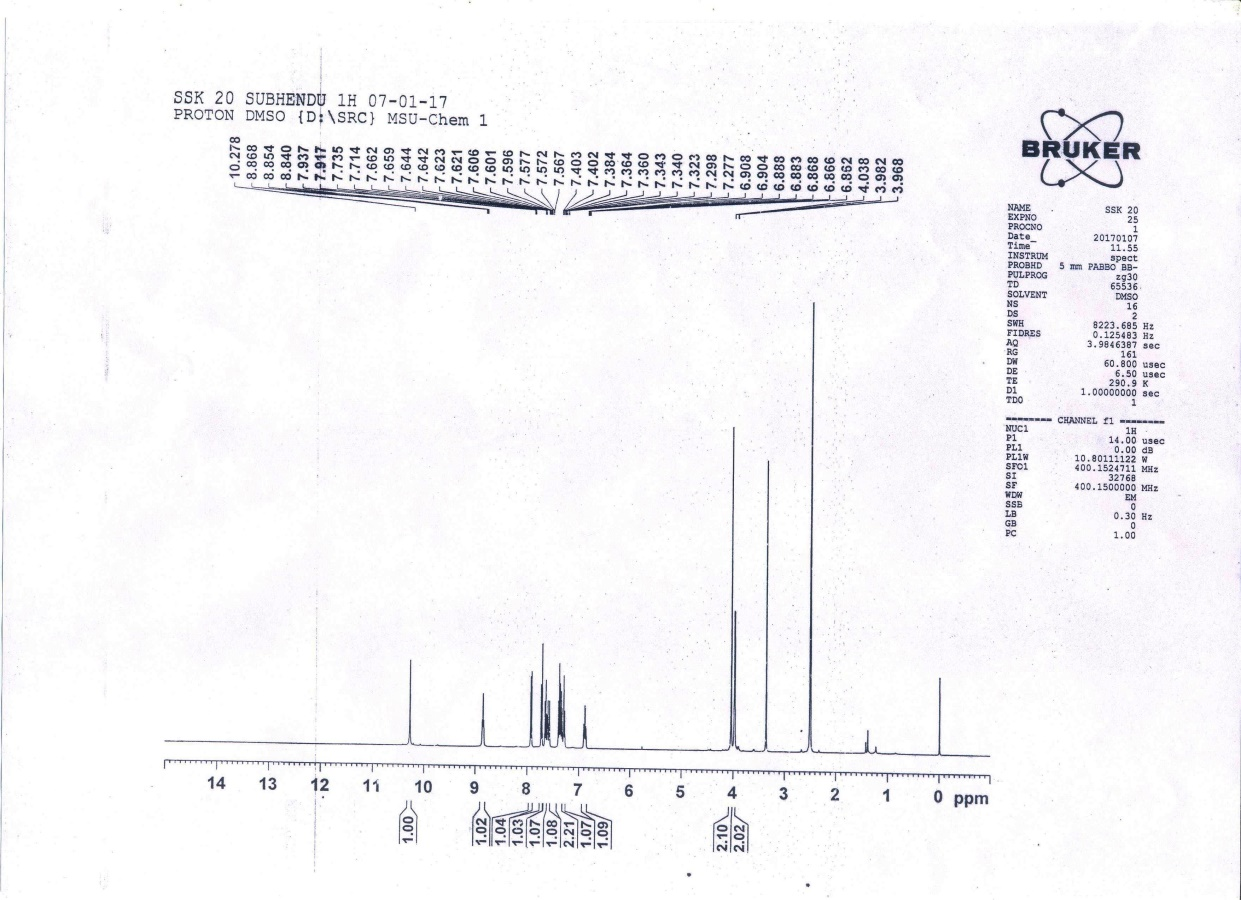 SSK 20 SUBHENDU 1H 07-01-17
PROTON DMSO {D:\SRC} MSU-Chem 1
10.278
8.868
8.854
8.840
7.937
7.917
7.735
7.714
7.662
7.659
7.644
7.642
7.623
7.621
7.606
7.601
7.596
7.577
7.572
7.567
7.403
7.402
7.384
7.364
7.360
7.343
7.340
7.323
7.298
7.277
6.908
6.904
6.888
6.883
6.868
6.866
6.862
4.038
3.982
3.968
BRUKER
NAME SSK 20
EXPNO 25
PROCNO 1
Date_ 20170107
Time 11.55
INSTRUM spect
PROBHD 5 mm PABBO BB-
PULPROG zg30
TD 65536
SOLVENT DMSO
NS 16
DS 2
SWH 8223.685 Hz
FIDRES 0.125483 Hz
AQ 3.9846387 sec
RG 161
DW 60.800 usec
DE 6.50 usec
TE 290.9 K
D1 1.00000000 sec
TD0 1
======== CHANNEL f1 ========
NUC1 1H
P1 14.00 usec
PL1 0.00 dB
PL1W 10.80111122 W
SFO1 400.1524711 MHz
SI 32768
SF 400.1500000 MHz
WDW EM
SSB 0
LB 0.30 Hz
GB 0
PC 1.00
14 13 12 11 10 9 8 7 6 5 4 3 2 1 0 ppm
1.00
1.02
1.04
1.03
1.07
1.08
2.21
1.07
1.09
2.10
2.02